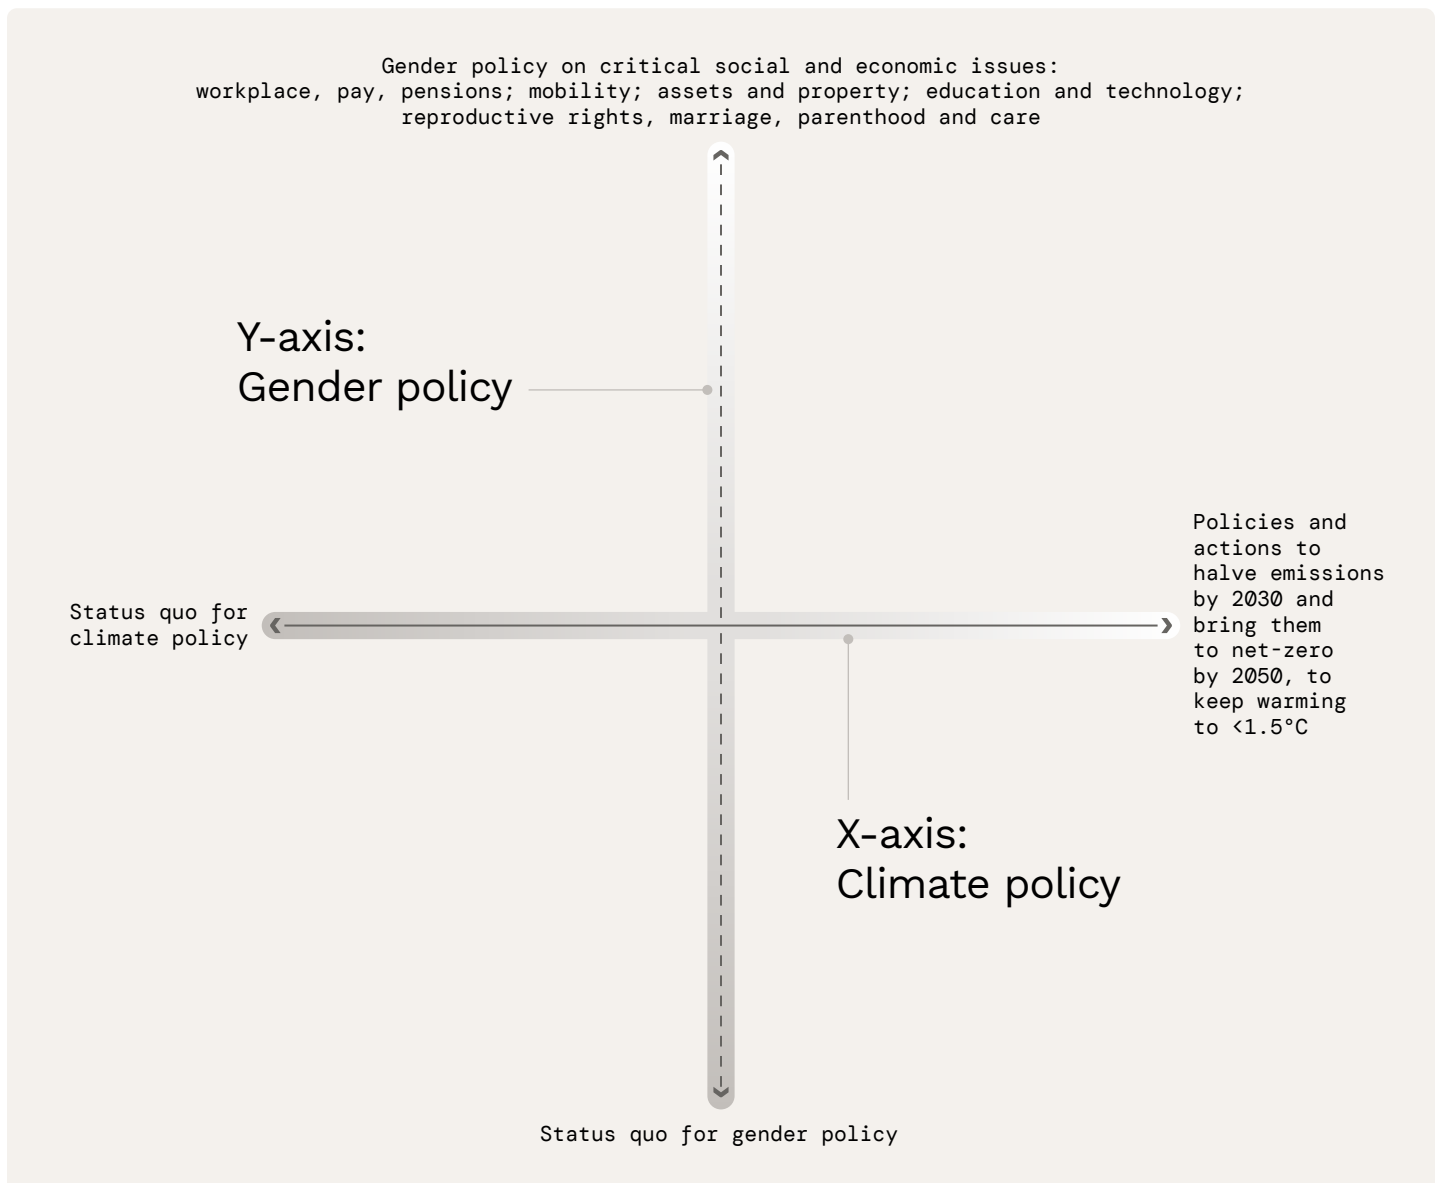 Gender policy on critical social and economic issues:
workplace, pay, pensions; mobility; assets and property; education and technology;
reproductive rights, marriage, parenthood and care
Y-axis:
Gender policy
Status quo for
climate policy
Policies and
actions to
halve emissions
by 2030 and
bring them
to net-zero
by 2050, to
keep warming
to <1.5°C
X-axis:
Climate policy
Status quo for gender policy